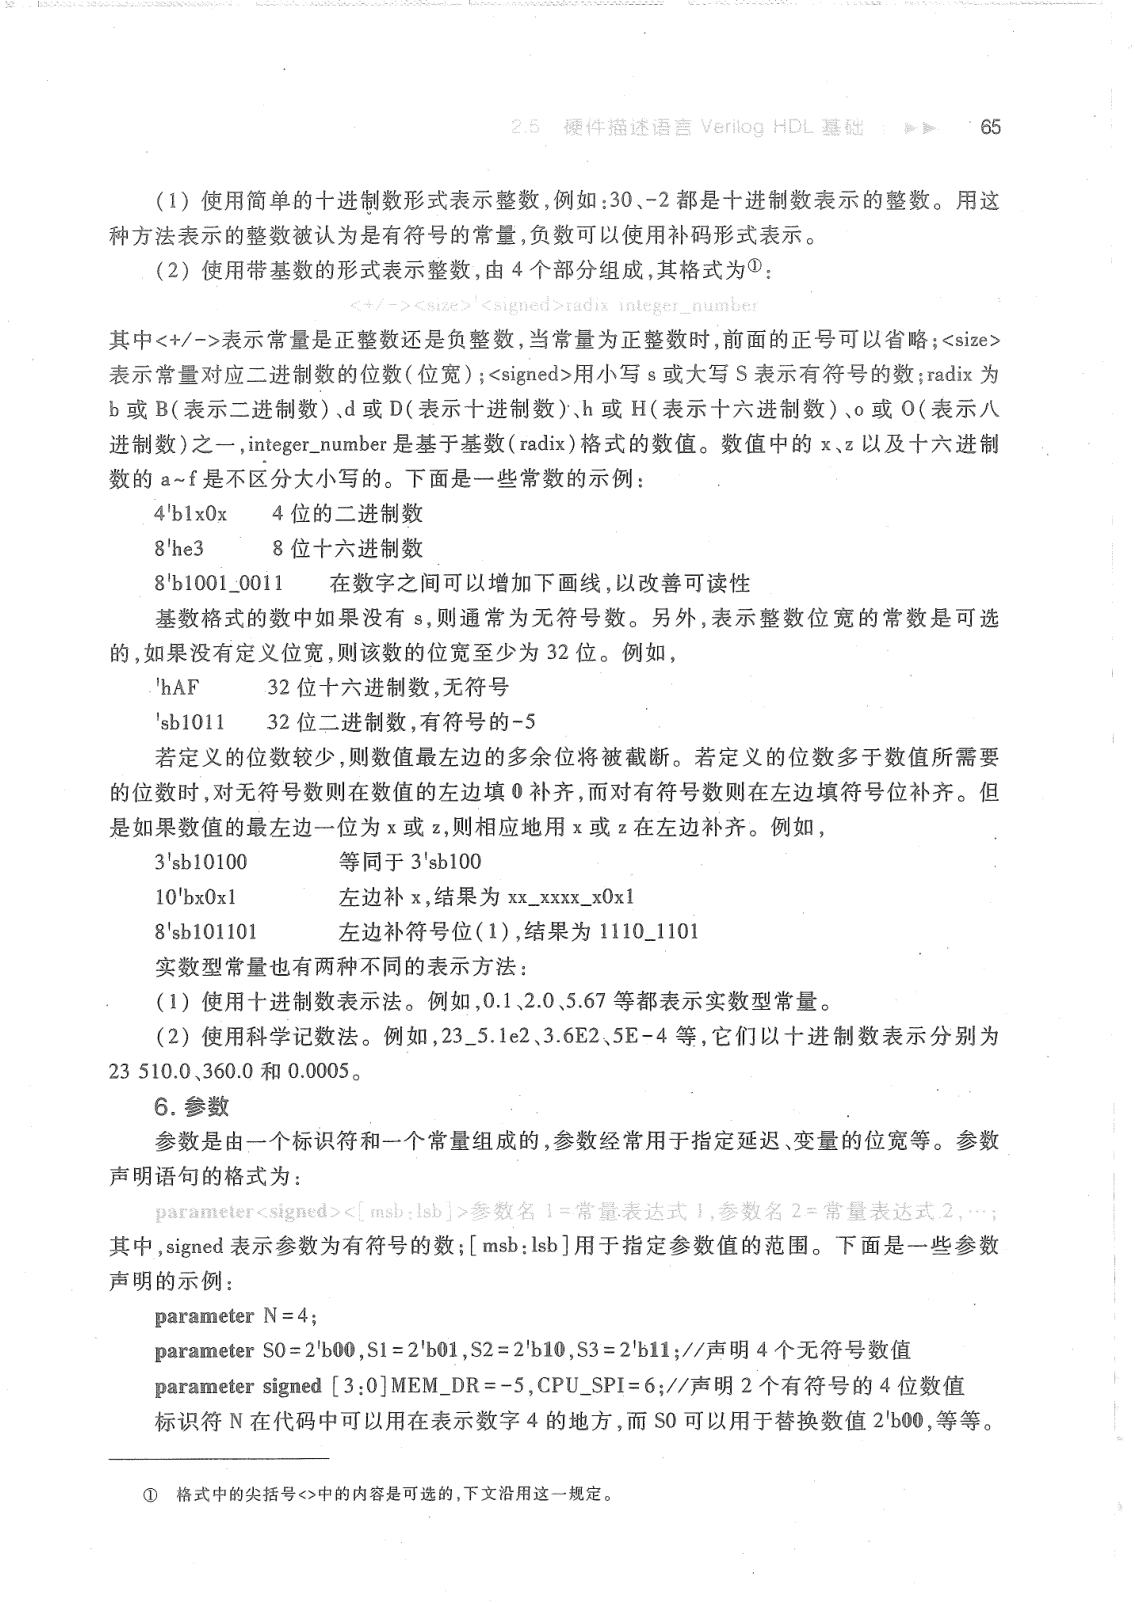 2.5 硬件描述语言 Verilog HDL 基础 ▶▶ 65
(1) 使用简单的十进制数形式表示整数,例如:30、-2 都是十进制数表示的整数。用这
种方法表示的整数被认为是有符号的常量,负数可以使用补码形式表示。
(2) 使用带基数的形式表示整数,由 4 个部分组成,其格式为①:
<+/-><size>'<signed>radix integer_number
其中<+/->表示常量是正整数还是负整数,当常量为正整数时,前面的正号可以省略;<size>
表示常量对应二进制数的位数(位宽);<signed>用小写 s 或大写 S 表示有符号的数;radix 为
b 或 B(表示二进制数)、d 或 D(表示十进制数)、h 或 H(表示十六进制数)、o 或 O(表示八
进制数)之一,integer_number 是基于基数(radix)格式的数值。数值中的 x、z 以及十六进制
数的 a~f 是不区分大小写的。下面是一些常数的示例:
4'b1x0x 4 位的二进制数
8'he3 8 位十六进制数
8'b1001_0011 在数字之间可以增加下画线,以改善可读性
基数格式的数中如果没有 s,则通常为无符号数。另外,表示整数位宽的常数是可选
的,如果没有定义位宽,则该数的位宽至少为 32 位。例如,
'hAF 32 位十六进制数,无符号
'sb1011 32 位二进制数,有符号的-5
若定义的位数较少,则数值最左边的多余位将被截断。若定义的位数多于数值所需要
的位数时,对无符号数则在数值的左边填 0 补齐,而对有符号数则在左边填符号位补齐。但
是如果数值的最左边一位为 x 或 z,则相应地用 x 或 z 在左边补齐。例如,
3'sb10100 等同于 3'sb100
10'bx0x1 左边补 x,结果为 xx_xxxx_x0x1
8'sb101101 左边补符号位(1),结果为 1110_1101
实数型常量也有两种不同的表示方法:
(1) 使用十进制数表示法。例如,0.1、2.0、5.67 等都表示实数型常量。
(2) 使用科学记数法。例如,23_5.1e2、3.6E2、5E-4 等,它们以十进制数表示分别为
23 510.0、360.0 和 0.0005。
6. 参数
参数是由一个标识符和一个常量组成的,参数经常用于指定延迟、变量的位宽等。参数
声明语句的格式为:
parameter<signed><[msb:lsb]>参数名 1=常量表达式 1,参数名 2=常量表达式 2,…;
其中,signed 表示参数为有符号的数;[msb:lsb]用于指定参数值的范围。下面是一些参数
声明的示例:
parameter N=4;
parameter S0=2'b00,S1=2'b01,S2=2'b10,S3=2'b11;//声明 4 个无符号数值
parameter signed [3:0]MEM_DR=-5,CPU_SPI=6;//声明 2 个有符号的 4 位数值
标识符 N 在代码中可以用在表示数字 4 的地方,而 S0 可以用于替换数值 2'b00,等等。
① 格式中的尖括号<>中的内容是可选的,下文沿用这一规定。